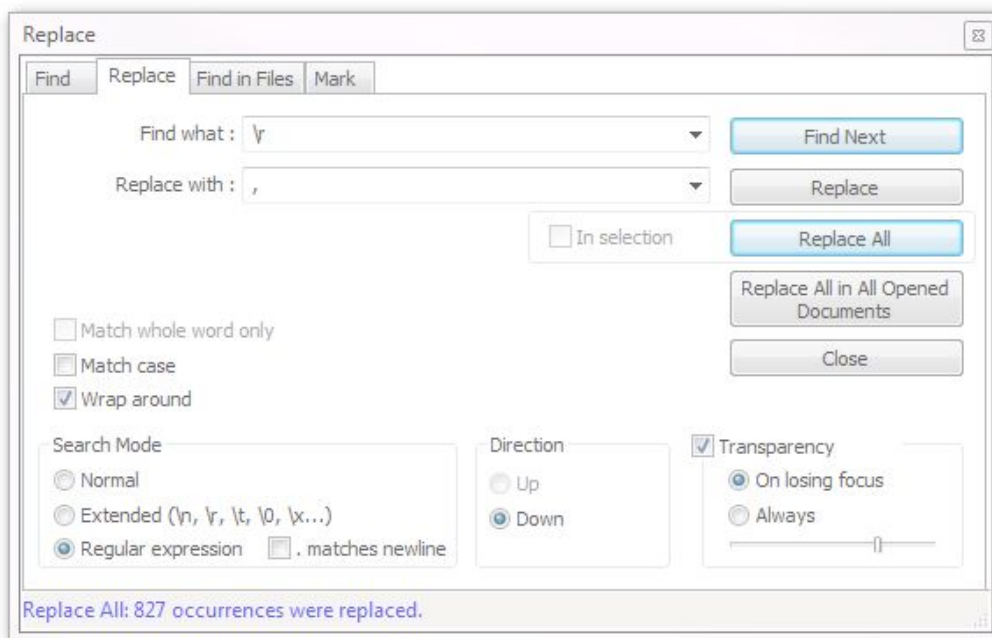 Replace
Find Replace Find in Files Mark
Find what : \r Find Next
Replace with : , Replace
In selection Replace All
Replace All in All Opened
Documents
Match whole word only
Match case Close
Wrap around
Search Mode Direction Transparency
Normal Up On losing focus
Extended (\n, \r, \t, \0, \x...) Down Always
Regular expression . matches newline
Replace All: 827 occurrences were replaced.